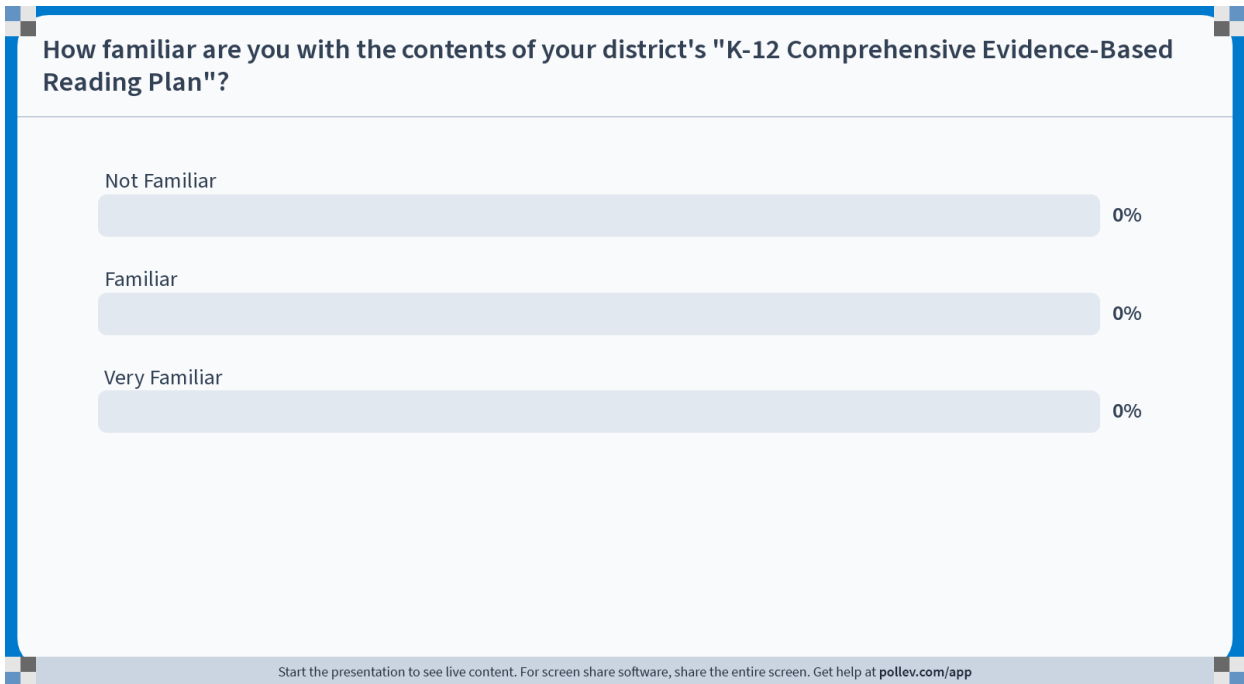 How familiar are you with the contents of your district's "K-12 Comprehensive Evidence-Based
Reading Plan"?
Not Familiar
0%
Familiar
0%
Very Familiar
0%
Start the presentation to see live content. For screen share software, share the entire screen. Get help at pollev.com/app